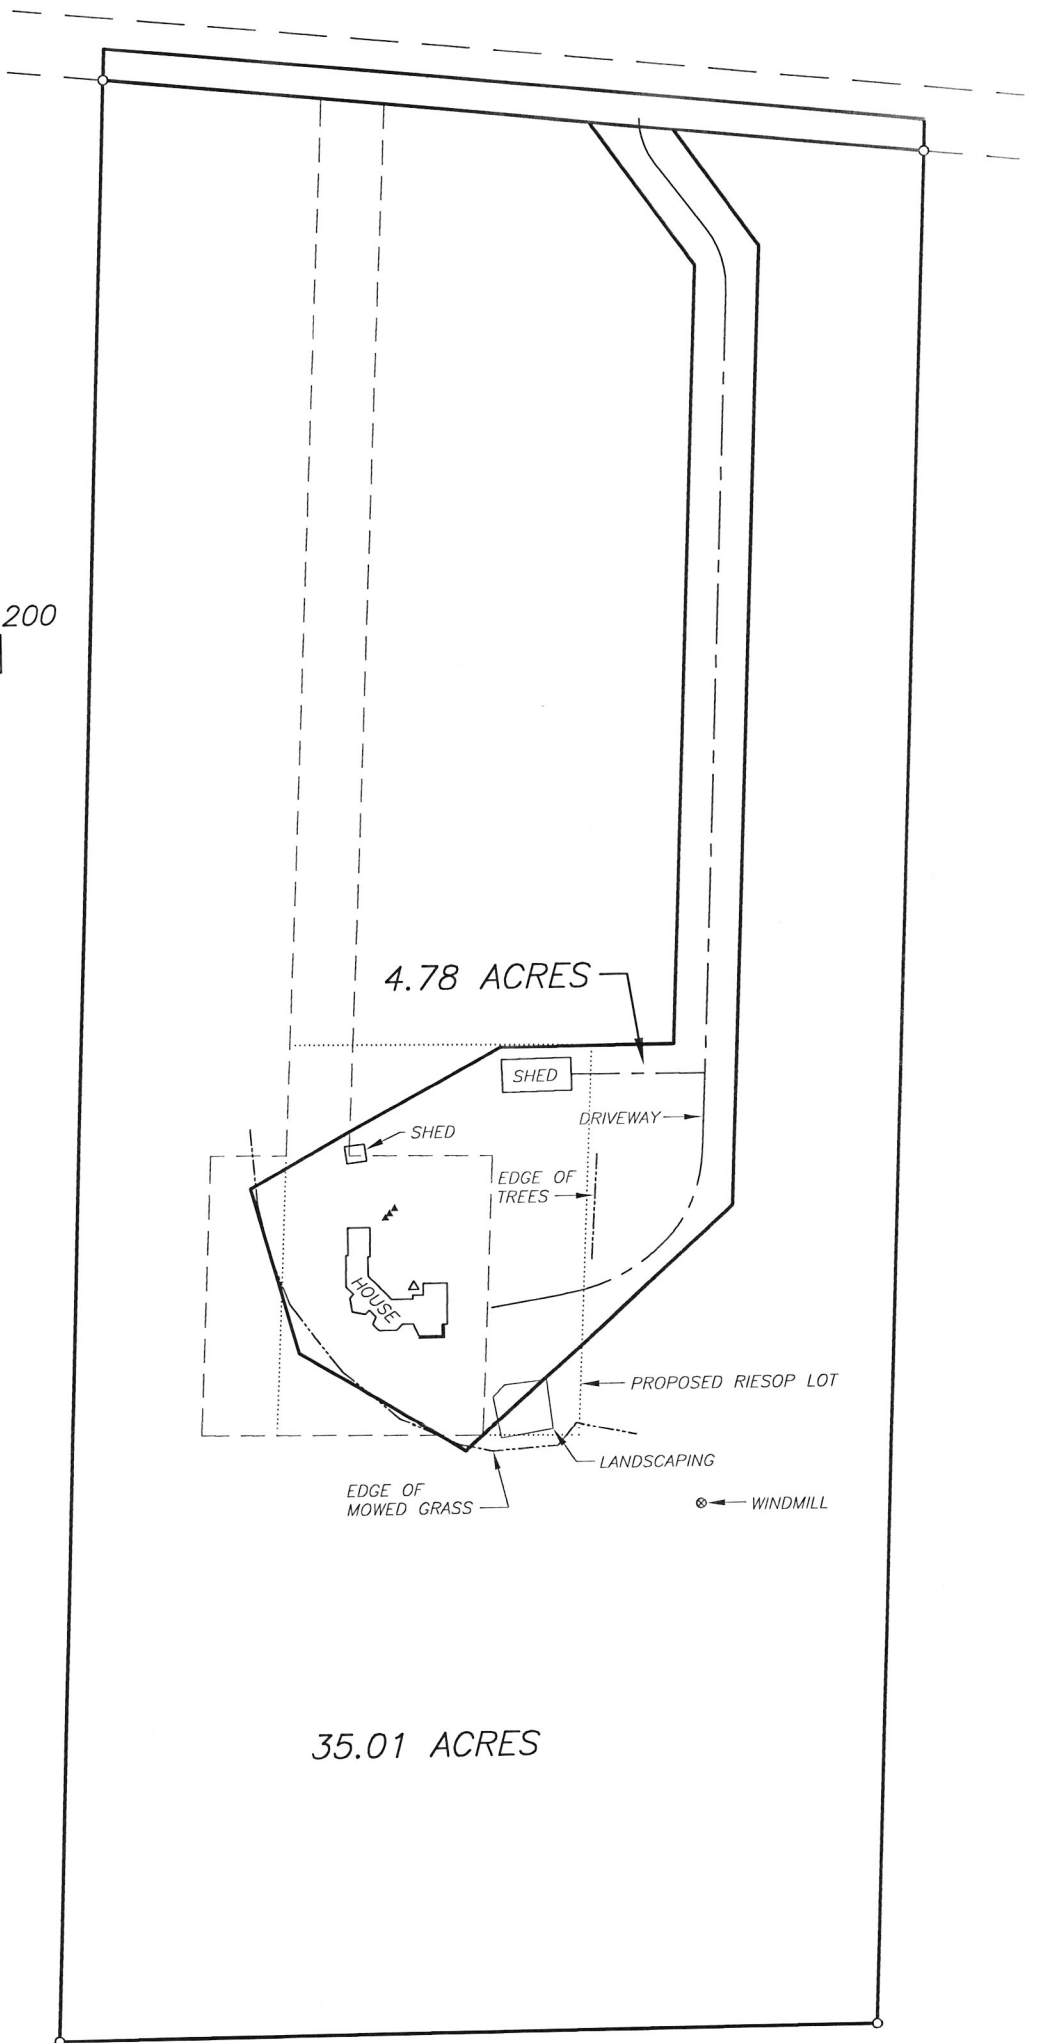 200
4.78 ACRES
SHED
DRIVEWAY
SHED
EDGE OF
TREES
HOUSE
PROPOSED RIESOP LOT
LANDSCAPING
EDGE OF
MOWED GRASS
WINDMILL
35.01 ACRES